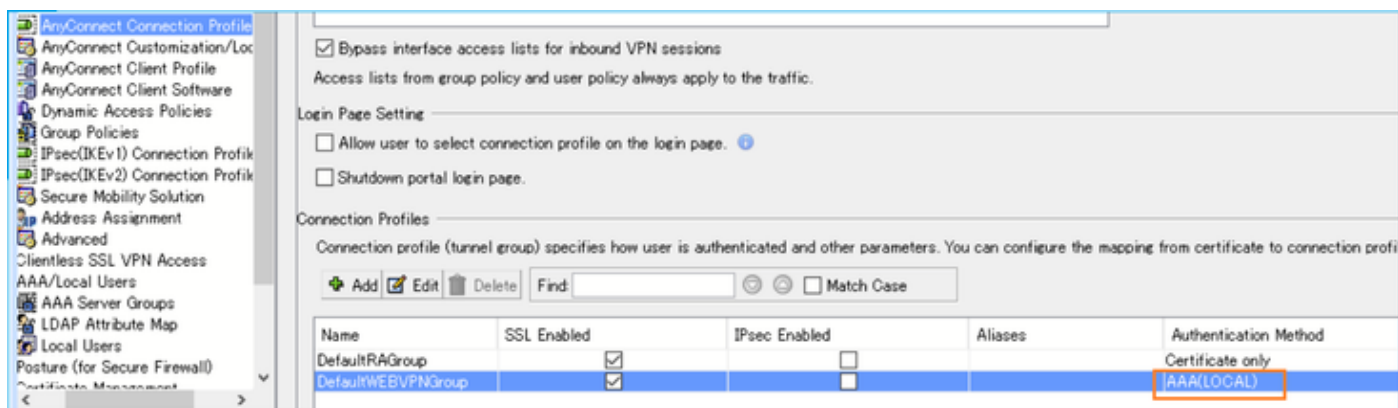 AnyConnect Connection Profile
AnyConnect Customization/Loc
AnyConnect Client Profile
AnyConnect Client Software
Dynamic Access Policies
Group Policies
IPsec(IKEv1) Connection Profile
IPsec(IKEv2) Connection Profile
Secure Mobility Solution
Address Assignment
Advanced
Clientless SSL VPN Access
AAA/Local Users
AAA Server Groups
LDAP Attribute Map
Local Users
Posture (for Secure Firewall)
Certificate Management
Bypass interface access lists for inbound VPN sessions
Access lists from group policy and user policy always apply to the traffic.
Login Page Setting
Allow user to select connection profile on the login page.
Shutdown portal login page.
Connection Profiles
Connection profile (tunnel group) specifies how user is authenticated and other parameters. You can configure the mapping from certificate to connection profi
Add Edit Delete Find: Match Case
Name SSL Enabled IPsec Enabled Aliases Authentication Method
DefaultRAGroup Certificate only
DefaultWEBVPNGroup AAA(LOCAL)